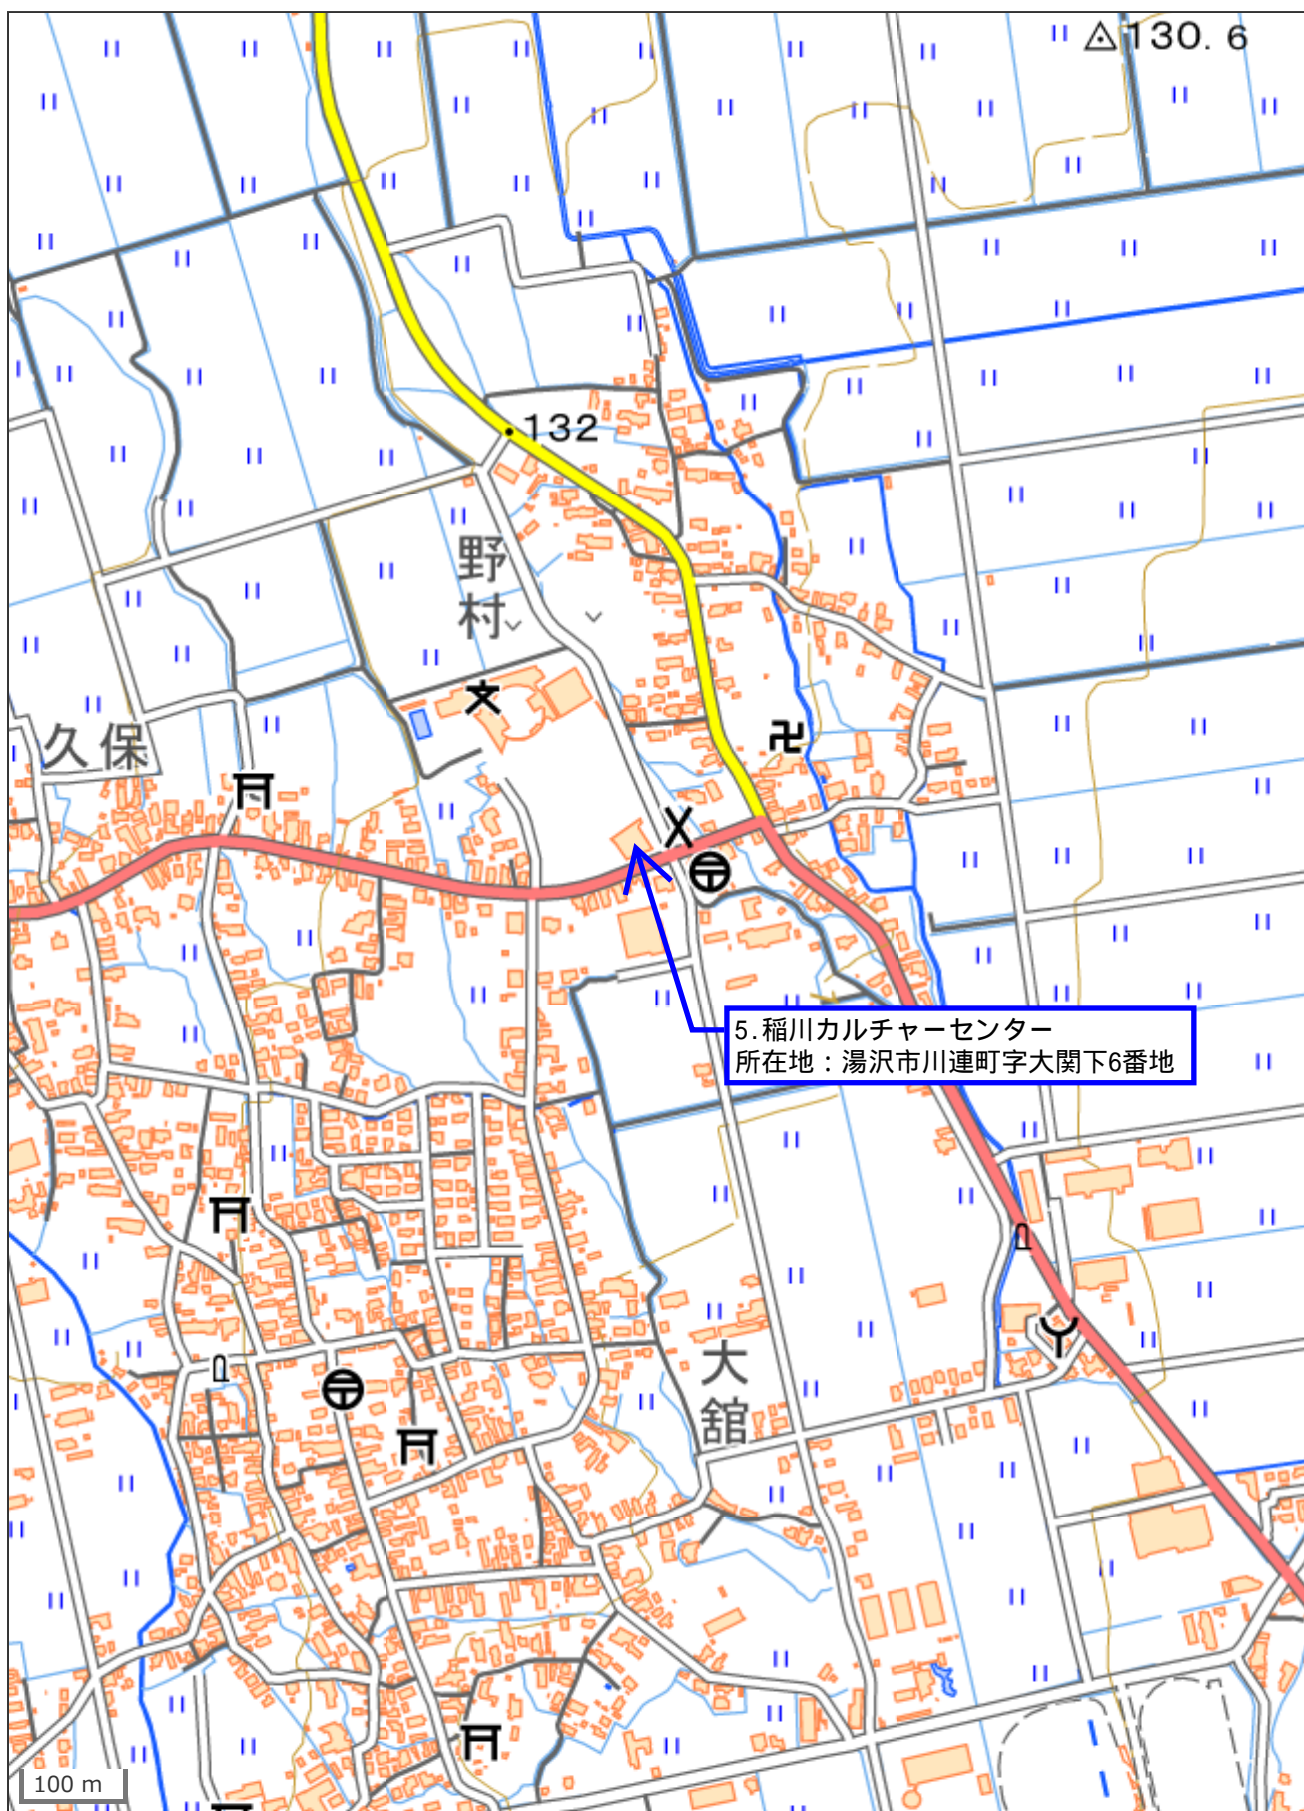 130.6
132
野村
久保
5.稲川カルチャーセンター
所在地：湯沢市川連町字大関下6番地
大舘
100 m